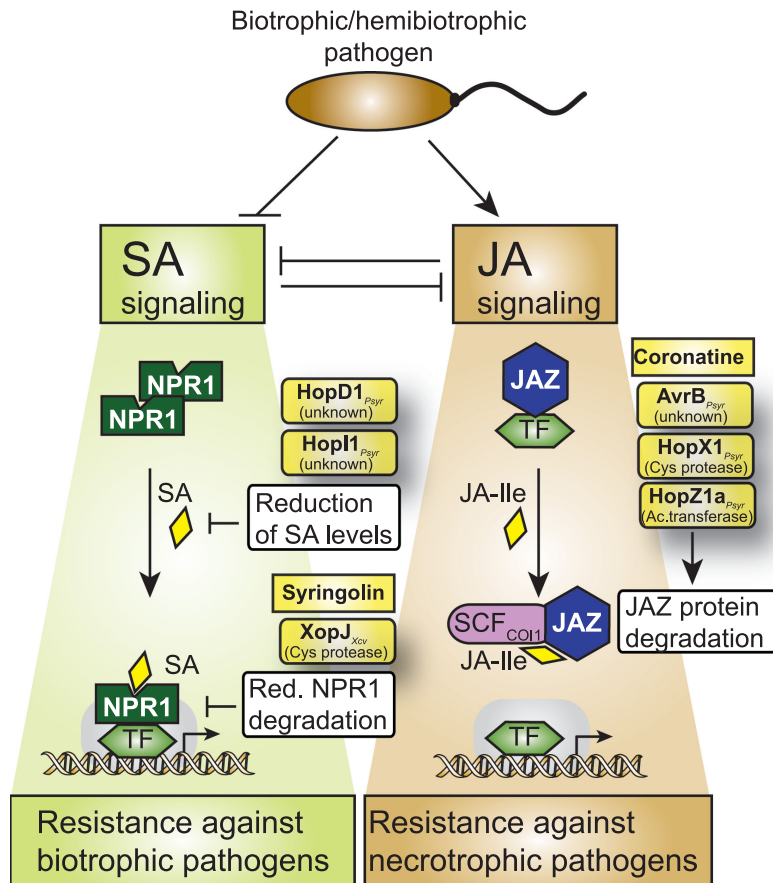 Biotrophic/hemibiotrophic
pathogen
SA
signaling
JA
signaling
NPR1
NPR1
HopD1Psyr
(unknown)
HopI1Psyr
(unknown)
SA
Reduction
of SA levels
Syringolin
XopJXcv
(Cys protease)
SA
NPR1
TF
Red. NPR1
degradation
JAZ
TF
Coronatine
AvrBPsyr
(unknown)
HopX1Psyr
(Cys protease)
HopZ1aPsyr
(Ac.transferase)
JA-Ile
SCFCOI1
JAZ
JA-Ile
JAZ protein
degradation
TF
Resistance against
biotrophic pathogens
Resistance against
necrotrophic pathogens